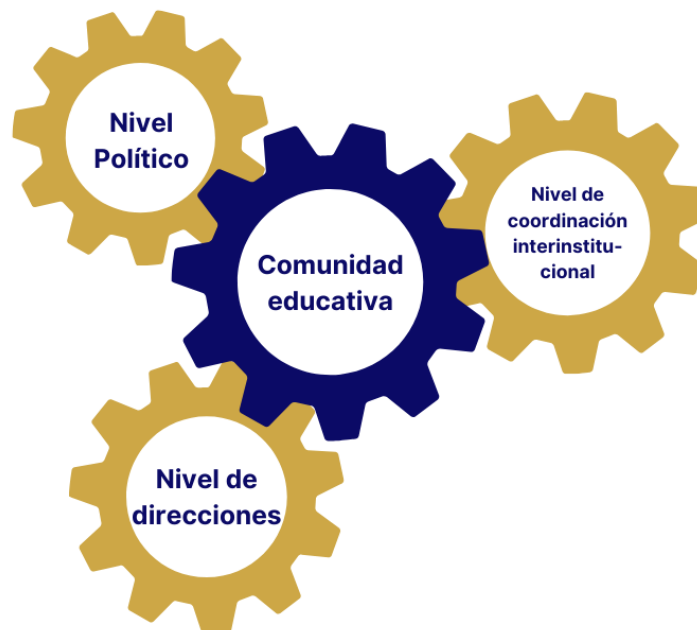 Nivel
Político
Nivel de
coordinación
interinstitu-
cional
Comunidad
educativa
Nivel de
direcciones